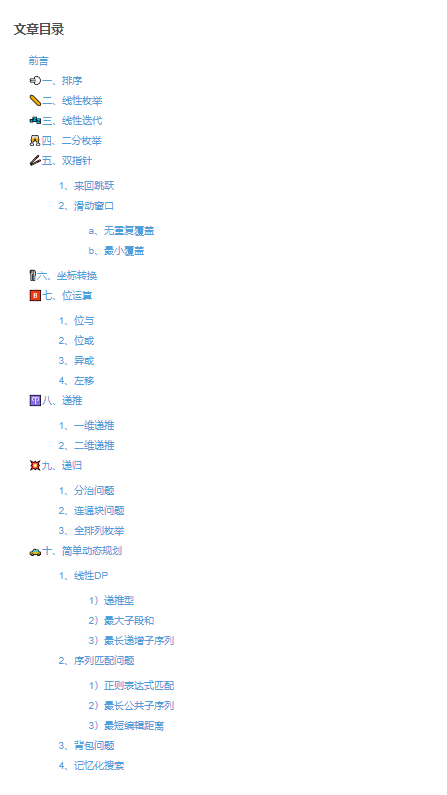 文章目录
前言
一、排序
二、线性枚举
三、线性迭代
四、二分枚举
五、双指针
1、来回跳跃
2、滑动窗口
a、无重复覆盖
b、最小覆盖
六、坐标转换
七、位运算
1、位与
2、位或
3、异或
4、左移
八、递推
1、一维递推
2、二维递推
九、递归
1、分治问题
2、连通块问题
3、全排列枚举
十、简单动态规划
1、线性DP
1）递推型
2）最大子段和
3）最长递增子序列
2、序列匹配问题
1）正则表达式匹配
2）最长公共子序列
3）最短编辑距离
3、背包问题
4、记忆化搜索